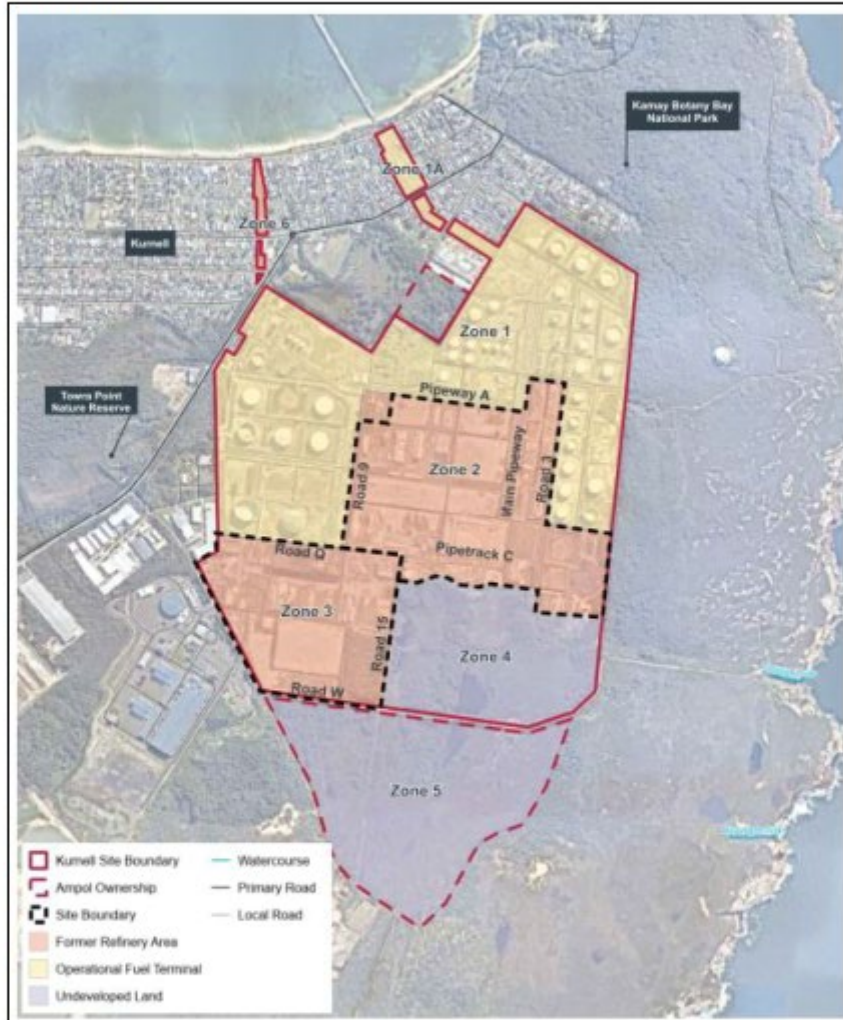 Kamay Botany Bay
National Park
Zone 1A
Zone 6
Kurnell
Zone 1
Towra Point
Nature Reserve
Pipeway A
Zone 2
Road 9
Main Pipeway
Road 3
Road Q
Pipetrack C
Zone 3
Road 15
Zone 4
Road W
Zone 5
Kurnell Site Boundary
Ampol Ownership
Site Boundary
Former Refinery Area
Operational Fuel Terminal
Undeveloped Land
Watercourse
Primary Road
Local Road